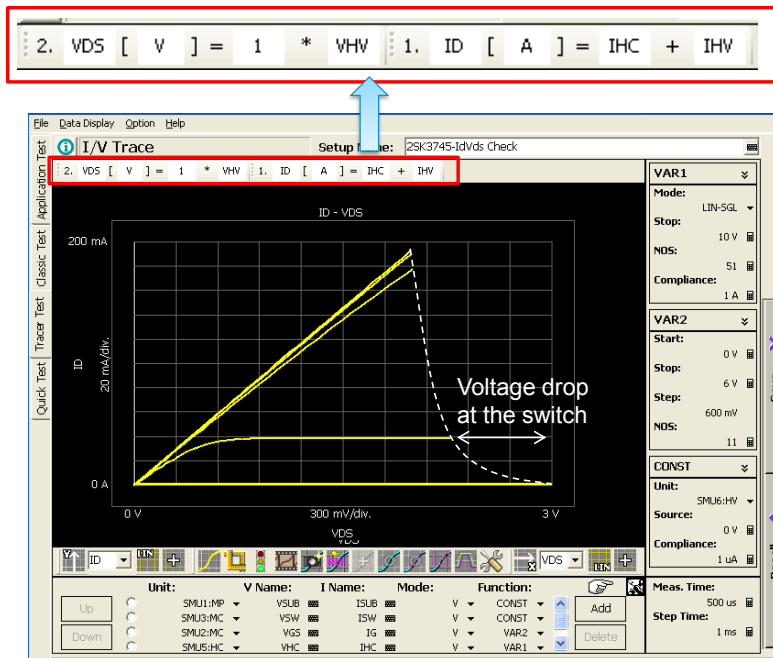 2. VDS [ V ] = 1 * VHV 1. ID [ A ] = IHC + IHV
File Data Display Option Help
I/V Trace Setup Name: 2SK3745-IdVds Check
2. VDS [ V ] = 1 * VHV 1. ID [ A ] = IHC + IHV
Application Test
Classic Test
Tracer Test
Quick Test
ID - VDS
200 mA
ID
20 mA/div.
0 A
Voltage drop
at the switch
0 V 300 mV/div. 3 V
VDS
VAR1
Mode:
LIN-SGL
Stop:
10 V
NOS:
51
Compliance:
1 A
VAR2
Start:
0 V
Stop:
6 V
Step:
600 mV
NOS:
11
CONST
Unit:
SMU6:HV
Source:
0 V
Compliance:
1 uA
Y ID LIN X VDS LIN
Unit: V Name: I Name: Mode: Function:
Up SMU1:MP VSUB ISUB V CONST Add
SMU3:MC VSW ISW V CONST
Down SMU2:MC VGS IG V VAR2 Delete
SMU5:HC VHC IHC V VAR1
Meas. Time:
500 us
Step Time:
1 ms